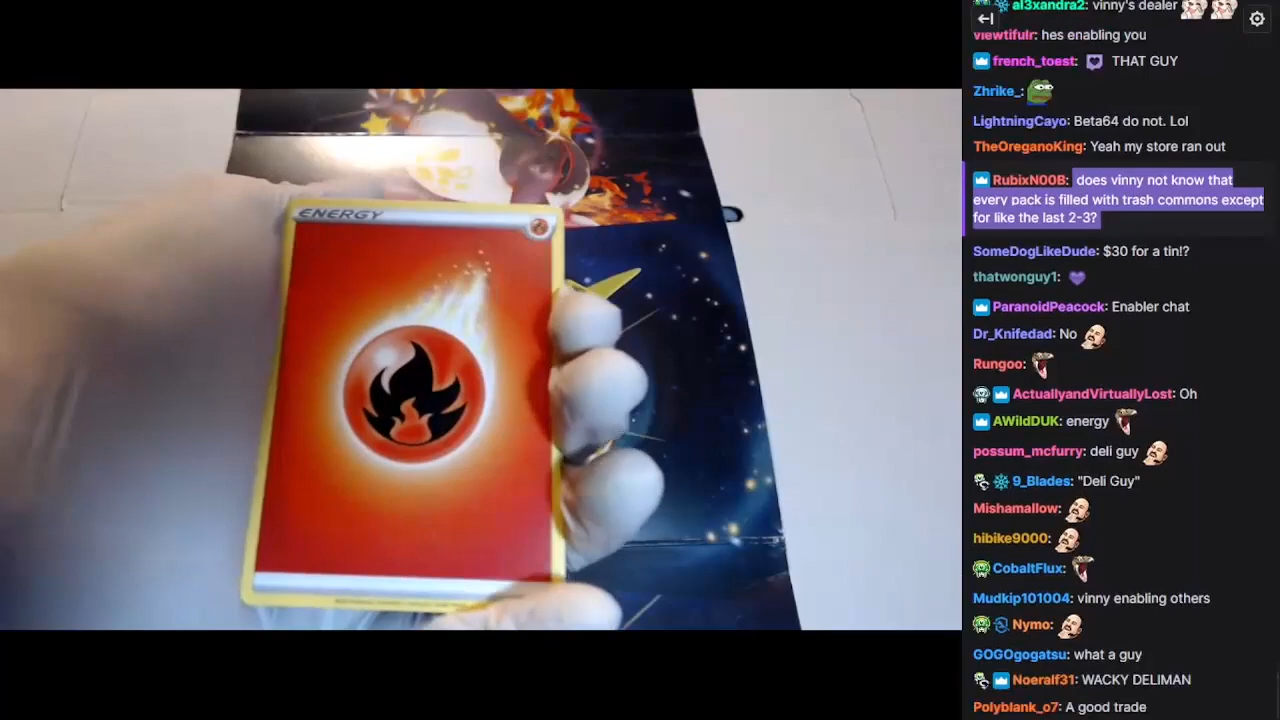 ENERGY
al3xandra2: vinny's dealer
viewtifulr: hes enabling you
french_toest: THAT GUY
Zhrike_:
LightningCayo: Beta64 do not. Lol
TheOreganoKing: Yeah my store ran out
RubixN00B: does vinny not know that
every pack is filled with trash commons except
for like the last 2-3?
SomeDogLikeDude: $30 for a tin!?
thatwonguy1:
ParanoidPeacock: Enabler chat
Dr_Knifedad: No
Rungoo:
ActuallyandVirtuallyLost: Oh
AWildDUK: energy
possum_mcfurry: deli guy
9_Blades: "Deli Guy"
Mishamallow:
hibike9000:
CobaltFlux:
Mudkip101004: vinny enabling others
Nymo:
GOGOgogatsu: what a guy
Noeralf31: WACKY DELIMAN
Polyblank_o7: A good trade